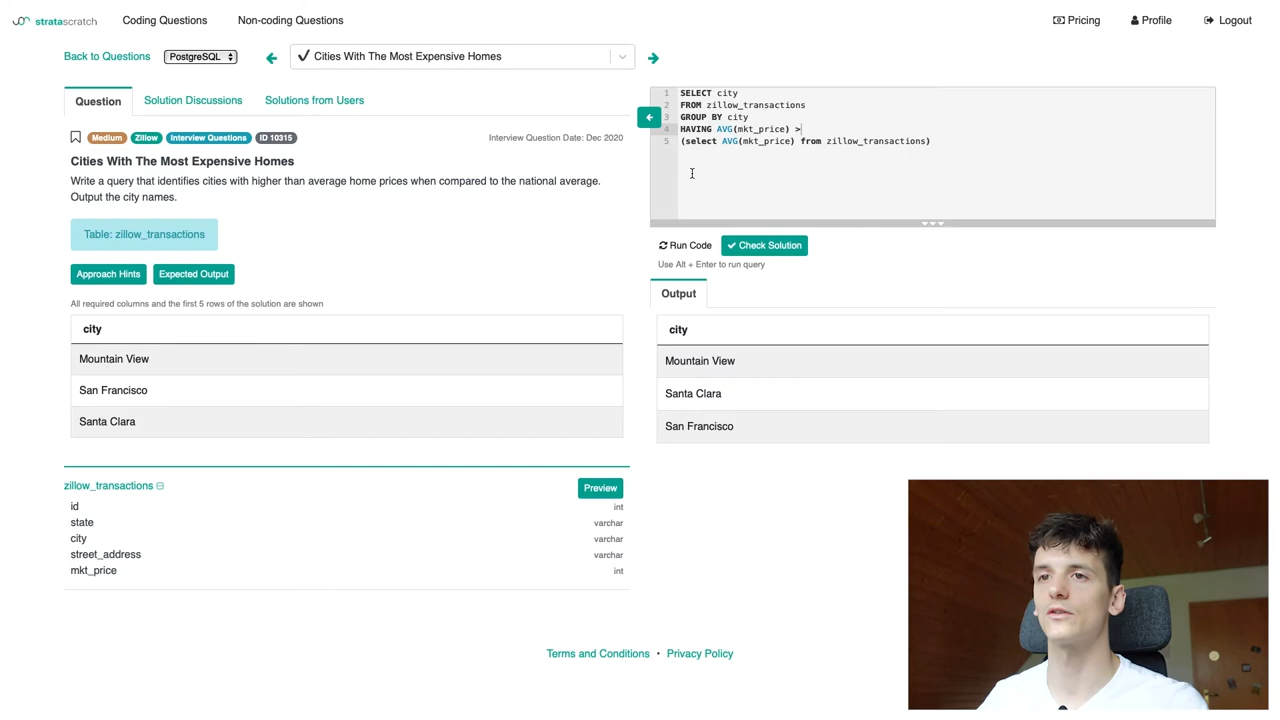 stratascratch
Coding Questions
Non-coding Questions
Pricing
Profile
Logout
Back to Questions
PostgreSQL
Cities With The Most Expensive Homes
Question
Solution Discussions
Solutions from Users
Medium
Zillow
Interview Questions
ID 10315
Interview Question Date: Dec 2020
Cities With The Most Expensive Homes
Write a query that identifies cities with higher than average home prices when compared to the national average.
Output the city names.
Table: zillow_transactions
Approach Hints
Expected Output
All required columns and the first 5 rows of the solution are shown
city
Mountain View
San Francisco
Santa Clara
zillow_transactions
Preview
id int
state varchar
city varchar
street_address varchar
mkt_price int
1 SELECT city
2 FROM zillow_transactions
3 GROUP BY city
4 HAVING AVG(mkt_price) >
5 (select AVG(mkt_price) from zillow_transactions)
Run Code
Check Solution
Use Alt + Enter to run query
Output
city
Mountain View
Santa Clara
San Francisco
Terms and Conditions • Privacy Policy